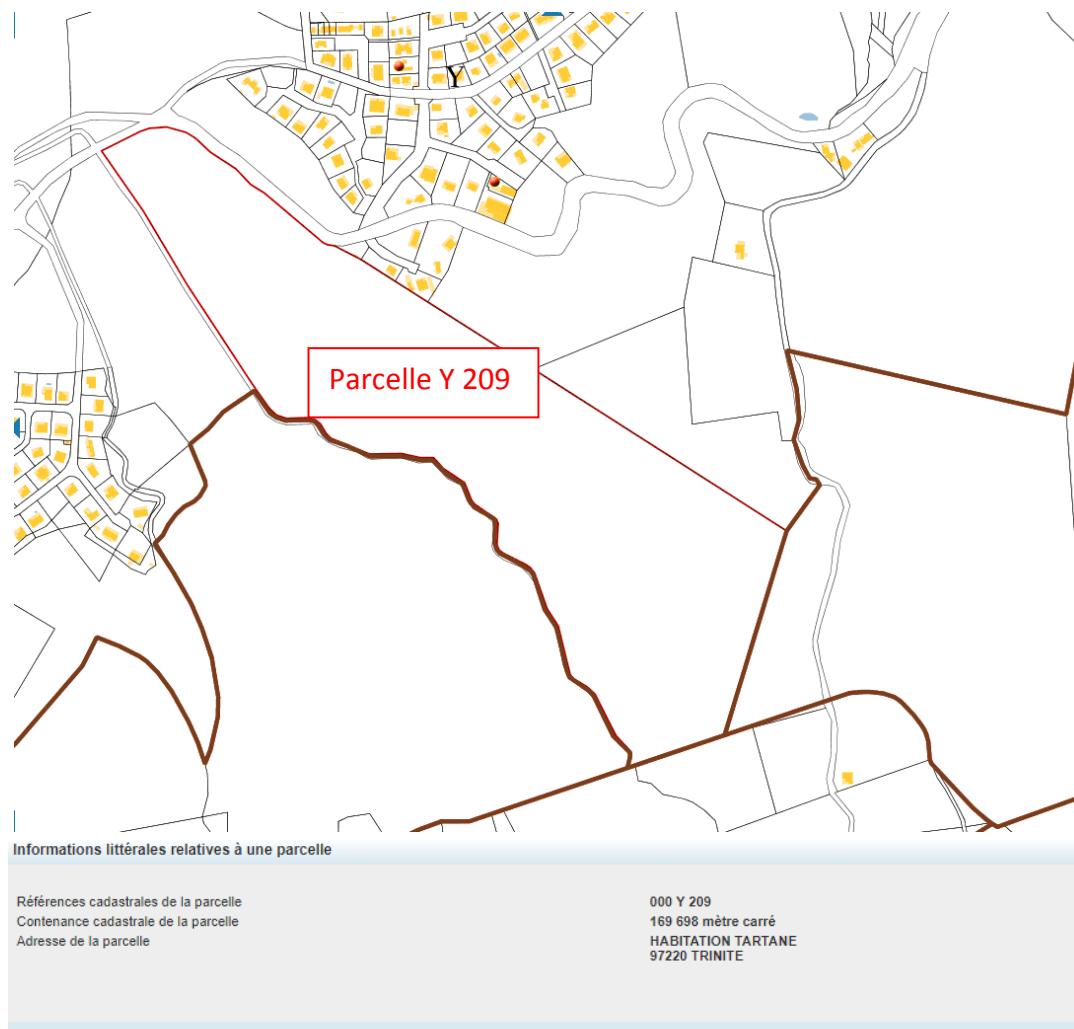 Y
Parcelle Y 209
Informations littérales relatives à une parcelle
Références cadastrales de la parcelle 000 Y 209
Contenance cadastrale de la parcelle 169 698 mètre carré
Adresse de la parcelle HABITATION TARTANE
97220 TRINITE